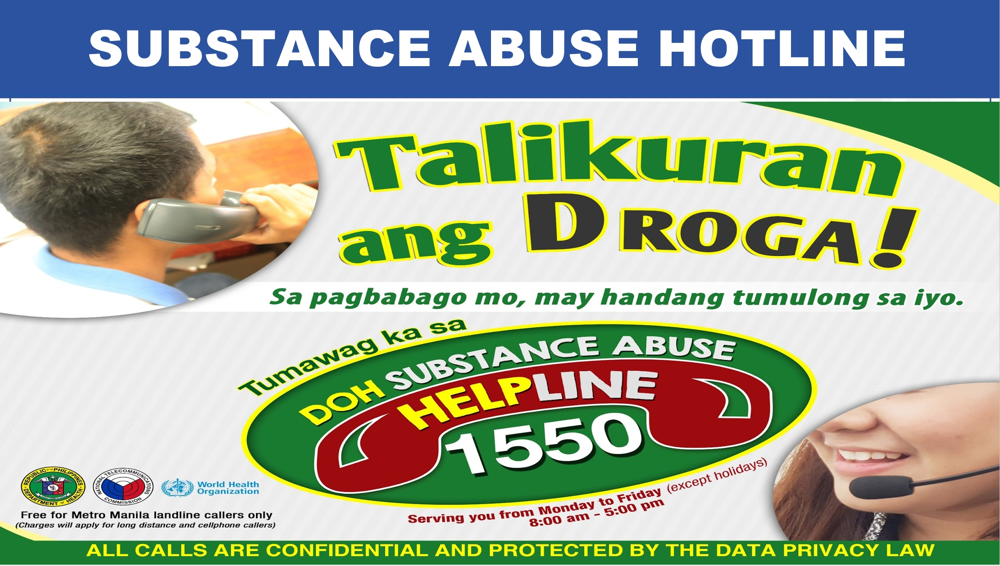 SUBSTANCE ABUSE HOTLINE
Talikuran
ang DROGA!
Sa pagbabago mo, may handang tumulong sa iyo.
Tumawag ka sa
DOH SUBSTANCE ABUSE
HELPLINE
1550
REPUBLIC OF THE PHILIPPINES
DEPARTMENT OF HEALTH
NATIONAL TELECOMMUNICATIONS
COMMISSION
World Health
Organization
Free for Metro Manila landline callers only
(Charges will apply for long distance and cellphone callers)
Serving you from Monday to Friday (except holidays)
8:00 am - 5:00 pm
ALL CALLS ARE CONFIDENTIAL AND PROTECTED BY THE DATA PRIVACY LAW